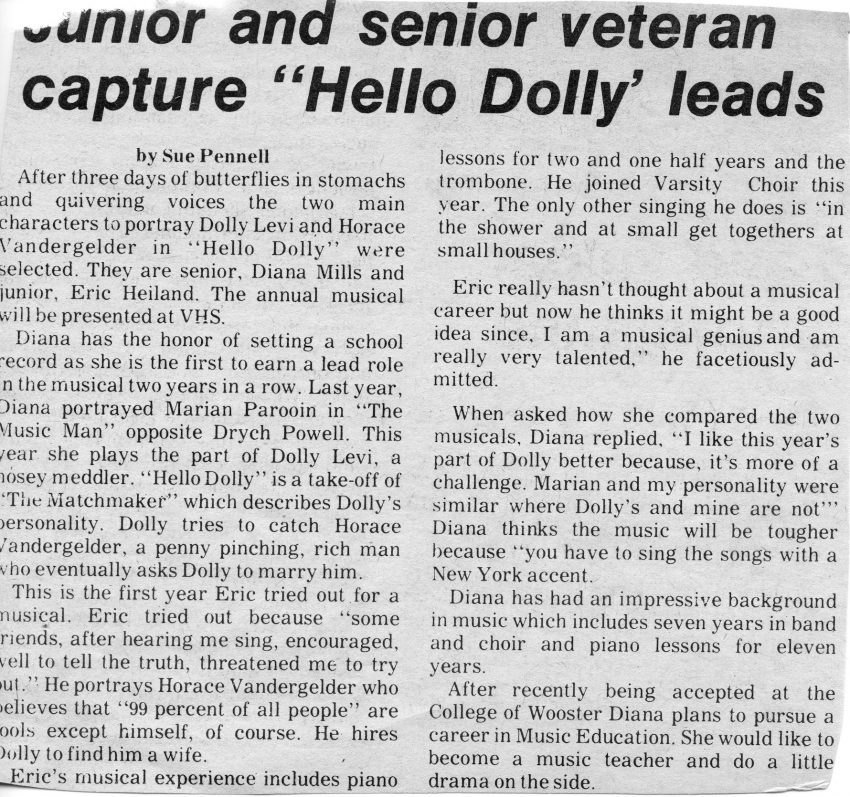 Junior and senior veteran
capture "Hello Dolly' leads
by Sue Pennell
After three days of butterflies in stomachs
and quivering voices the two main
characters to portray Dolly Levi and Horace
Vandergelder in "Hello Dolly" were
selected. They are senior, Diana Mills and
junior, Eric Heiland. The annual musical
will be presented at VHS.
Diana has the honor of setting a school
record as she is the first to earn a lead role
in the musical two years in a row. Last year,
Diana portrayed Marian Parooin in "The
Music Man" opposite Drych Powell. This
year she plays the part of Dolly Levi, a
nosey meddler. "Hello Dolly" is a take-off of
"The Matchmaker" which describes Dolly's
personality. Dolly tries to catch Horace
Vandergelder, a penny pinching, rich man
who eventually asks Dolly to marry him.
This is the first year Eric tried out for a
musical. Eric tried out because "some
friends, after hearing me sing, encouraged,
well to tell the truth, threatened me to try
out." He portrays Horace Vandergelder who
believes that "99 percent of all people" are
fools except himself, of course. He hires
Dolly to find him a wife.
Eric's musical experience includes piano
lessons for two and one half years and the
trombone. He joined Varsity Choir this
year. The only other singing he does is "in
the shower and at small get togethers at
small houses."
Eric really hasn't thought about a musical
career but now he thinks it might be a good
idea since, I am a musical genius and am
really very talented," he facetiously ad-
mitted.
When asked how she compared the two
musicals, Diana replied, "I like this year's
part of Dolly better because, it's more of a
challenge. Marian and my personality were
similar where Dolly's and mine are not'"
Diana thinks the music will be tougher
because "you have to sing the songs with a
New York accent.
Diana has had an impressive background
in music which includes seven years in band
and choir and piano lessons for eleven
years.
After recently being accepted at the
College of Wooster Diana plans to pursue a
career in Music Education. She would like to
become a music teacher and do a little
drama on the side.